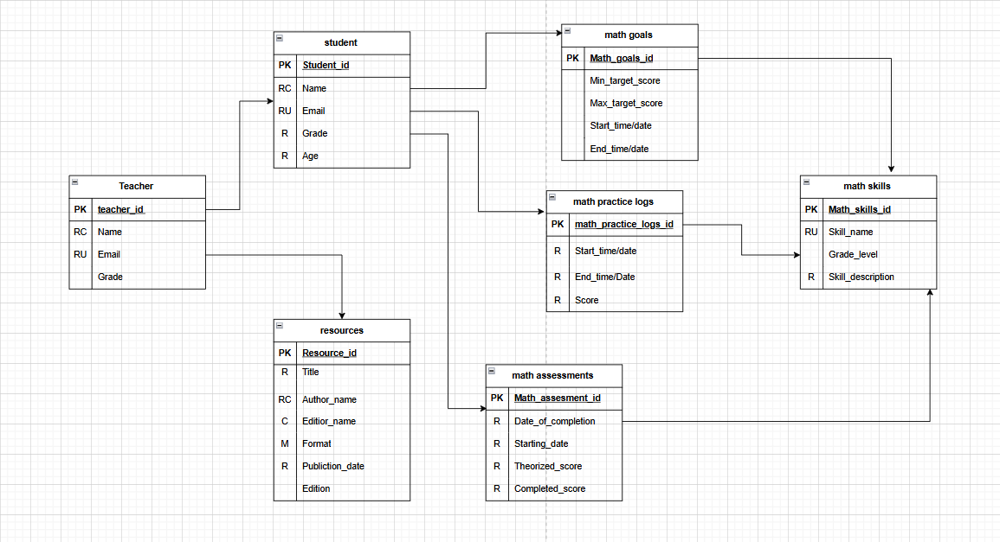 student
PK Student_id
RC Name
RU Email
R Grade
R Age
math goals
PK Math_goals_id
Min_target_score
Max_target_score
Start_time/date
End_time/date
Teacher
PK teacher_id
RC Name
RU Email
Grade
math practice logs
PK math_practice_logs_id
R Start_time/date
R End_time/Date
R Score
math skills
PK Math_skills_id
RU Skill_name
Grade_level
R Skill_description
resources
PK Resource_id
R Title
RC Author_name
C Editior_name
M Format
R Publiction_date
Edition
math assessments
PK Math_assesment_id
R Date_of_completion
R Starting_date
R Theorized_score
R Completed_score